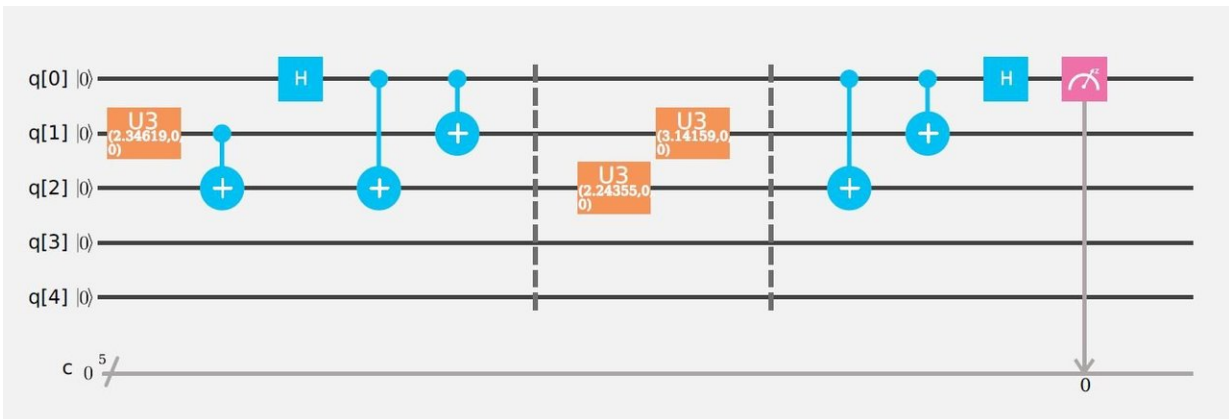 q[0] |0⟩ H H z
q[1] |0⟩ U3 (2.34619,0, 0) U3 (3.14159,0, 0)
q[2] |0⟩ U3 (2.24355,0, 0)
q[3] |0⟩
q[4] |0⟩
c 0 5
0